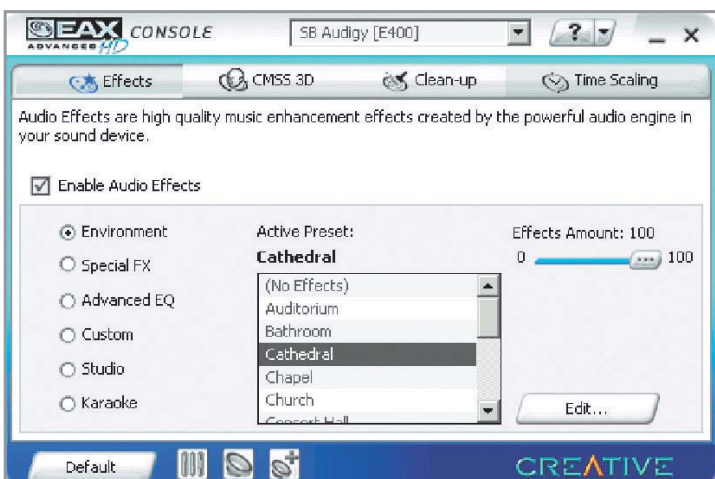 EAX CONSOLE
ADVANCED HD
SB Audigy [E400]
?
Effects
CMSS 3D
Clean-up
Time Scaling
Audio Effects are high quality music enhancement effects created by the powerful audio engine in
your sound device.
Enable Audio Effects
Environment
Special FX
Advanced EQ
Custom
Studio
Karaoke
Active Preset:
Cathedral
(No Effects)
Auditorium
Bathroom
Cathedral
Chapel
Church
Concert Hall
Effects Amount: 100
0
100
Edit...
Default
CREATIVE